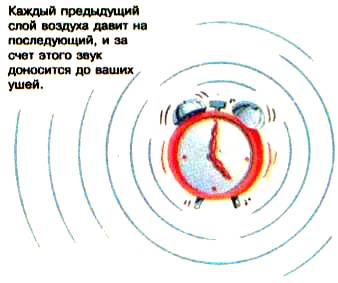 Каждый предыдущий
слой воздуха давит на
последующий, и за
счет этого звук
доносится до ваших
ушей.